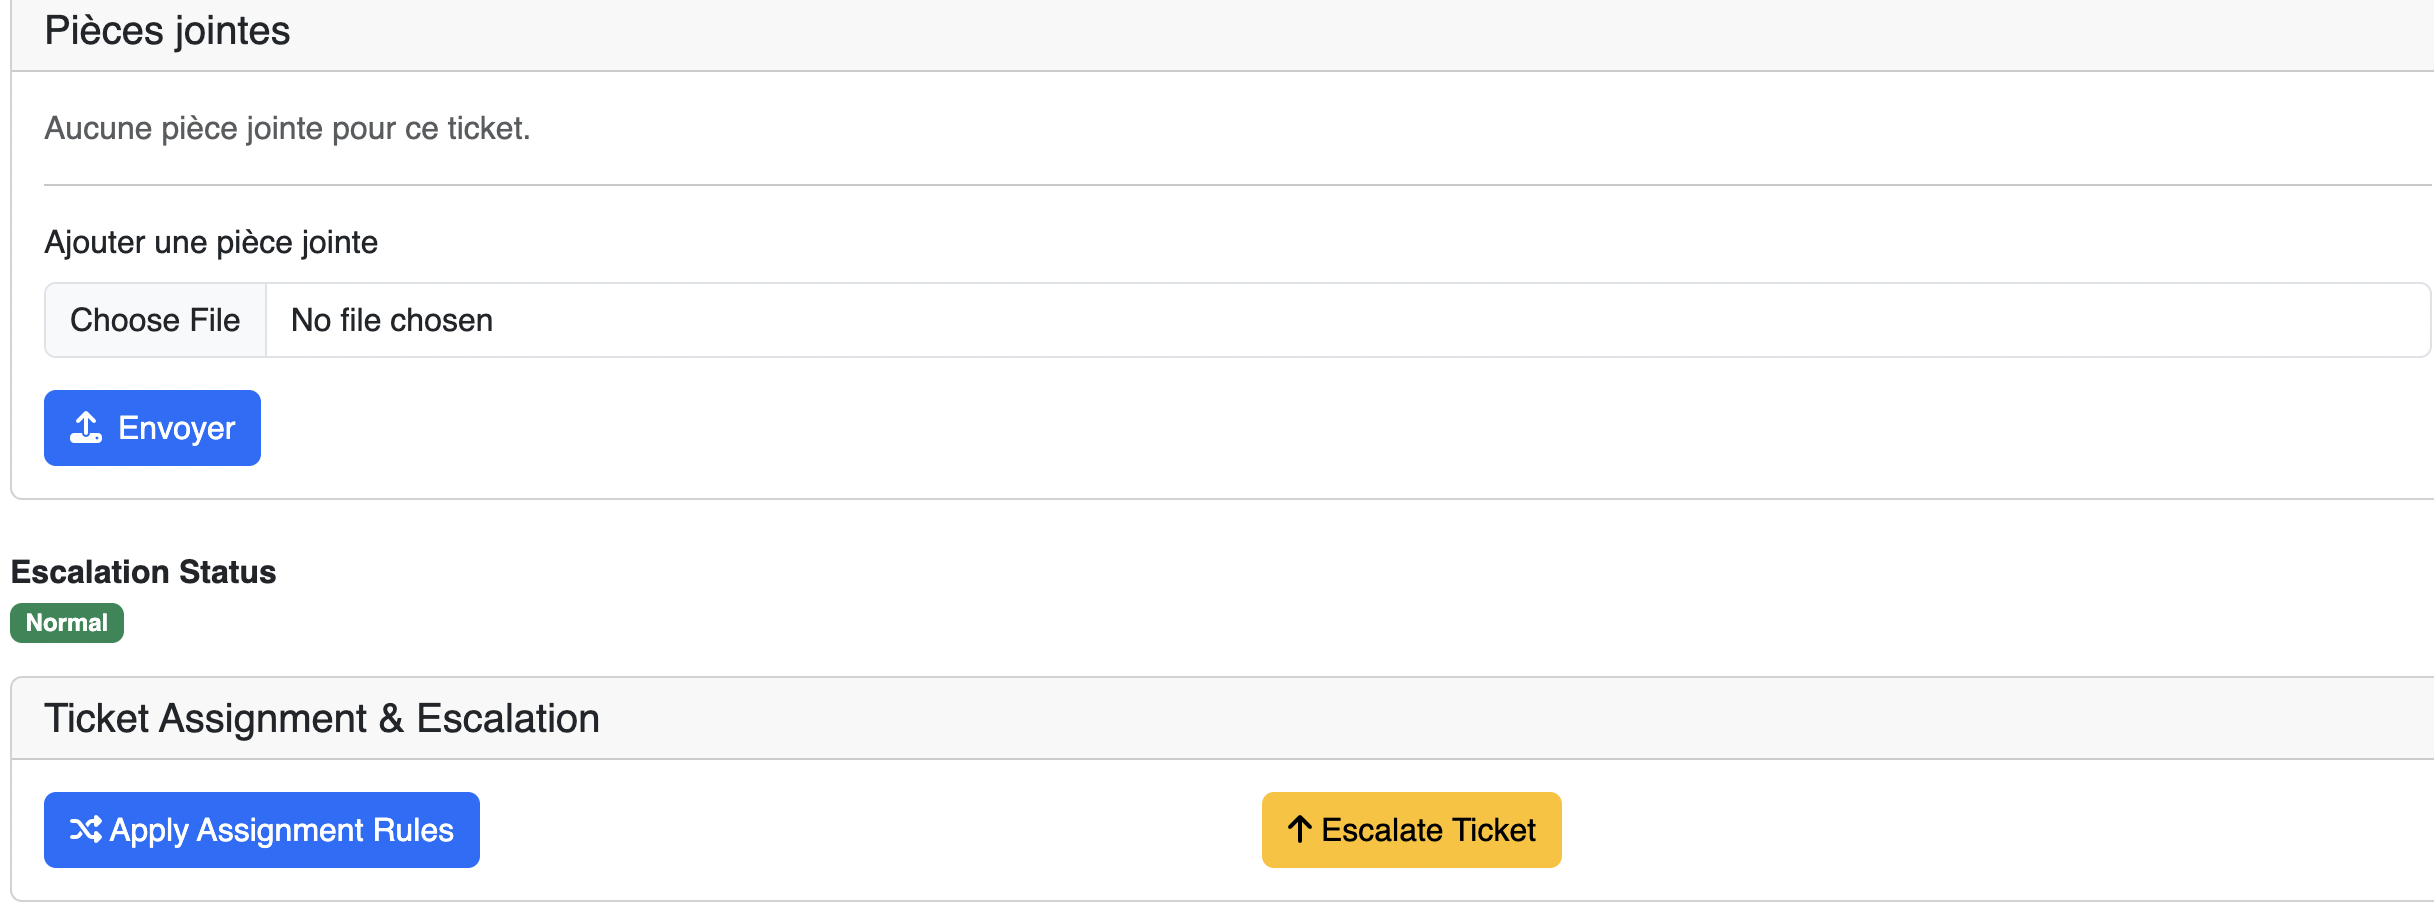 Pièces jointes
Aucune pièce jointe pour ce ticket.
Ajouter une pièce jointe
Choose File No file chosen
Envoyer
Escalation Status
Normal
Ticket Assignment & Escalation
Apply Assignment Rules Escalate Ticket